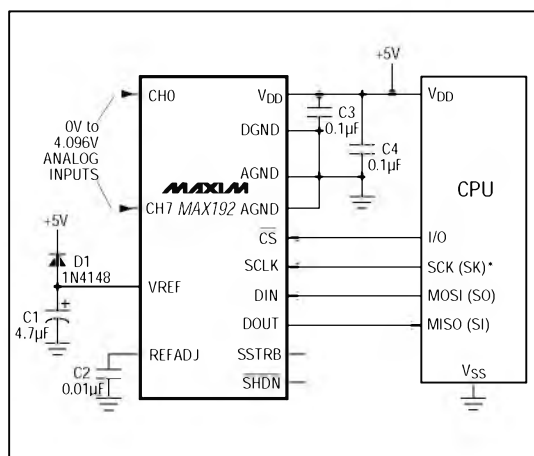 +5V
CH0
VDD
VDD
C3
0.1µF
DGND
0V to
4.096V
ANALOG
INPUTS
C4
0.1µF
AGND
MAXIM
CPU
CH7 MAX192 AGND
+5V
CS
I/O
D1
1N4148
SCLK
SCK (SK)*
VREF
DIN
MOSI (SO)
C1
4.7µF
+
DOUT
MISO (SI)
REFADJ
SSTRB
C2
0.01µF
SHDN
VSS